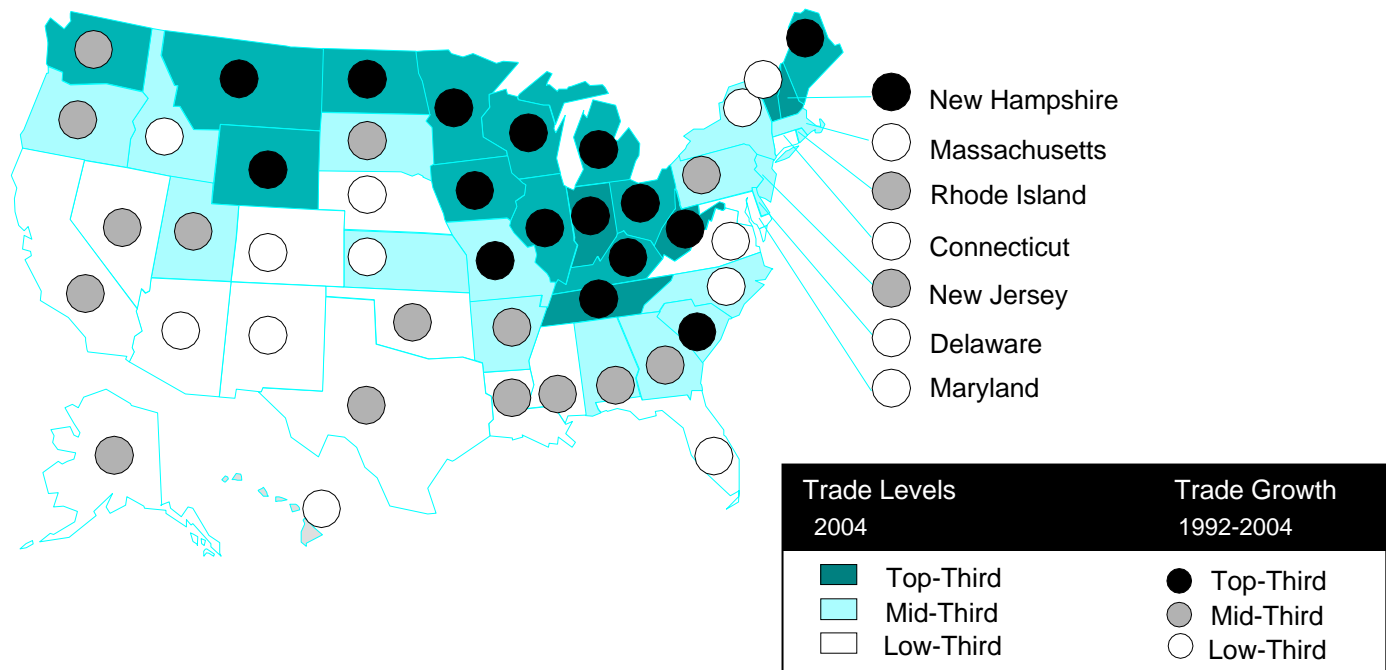 New Hampshire
Massachusetts
Rhode Island
Connecticut
New Jersey
Delaware
Maryland
Trade Levels
2004
Trade Growth
1992-2004
Top-Third
Mid-Third
Low-Third
Top-Third
Mid-Third
Low-Third